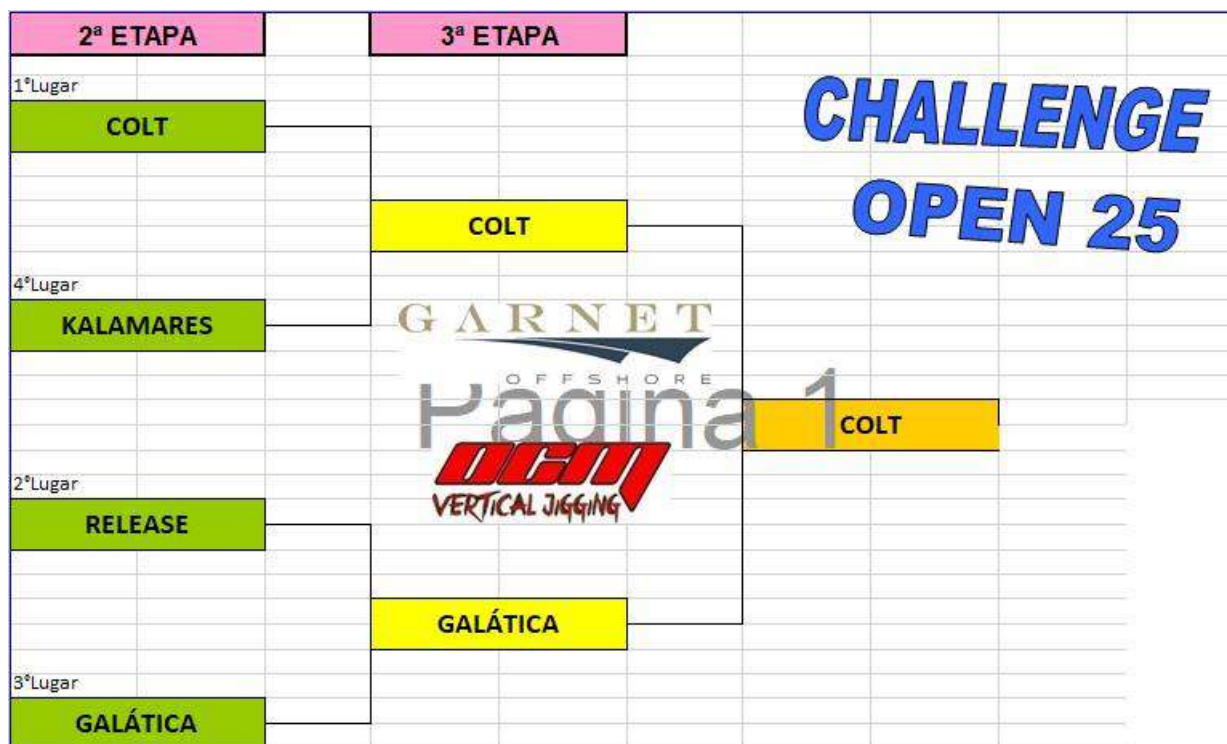 2ª ETAPA
3ª ETAPA
1°Lugar
COLT
CHALLENGE
OPEN 25
COLT
4°Lugar
KALAMARES
GARNET
OFFSHORE
Página 1
COLT
OCM
VERTICAL JIGGING
2°Lugar
RELEASE
GALÁTICA
3°Lugar
GALÁTICA